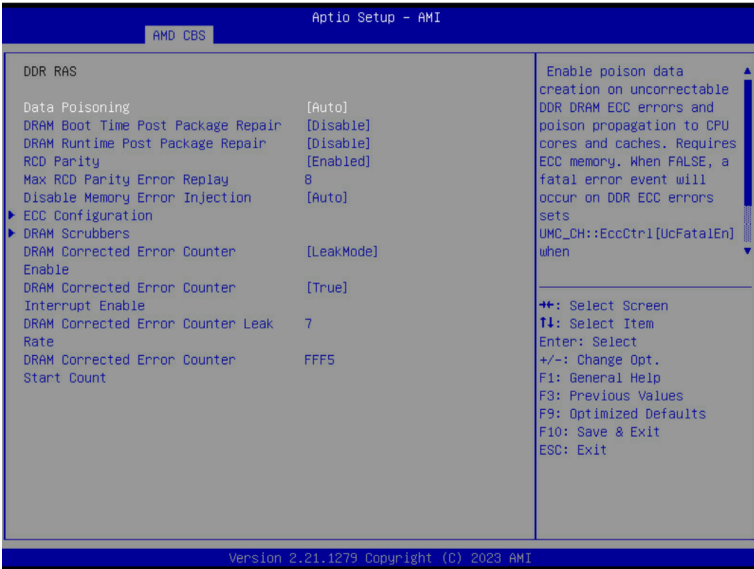 Aptio Setup – AMI
AMD CBS
DDR RAS
Data Poisoning [Auto]
DRAM Boot Time Post Package Repair [Disable]
DRAM Runtime Post Package Repair [Disable]
RCD Parity [Enabled]
Max RCD Parity Error Replay 8
Disable Memory Error Injection [Auto]
ECC Configuration
DRAM Scrubbers
DRAM Corrected Error Counter [LeakMode]
Enable
DRAM Corrected Error Counter [True]
Interrupt Enable
DRAM Corrected Error Counter Leak 7
Rate
DRAM Corrected Error Counter FFF5
Start Count
Enable poison data
creation on uncorrectable
DDR DRAM ECC errors and
poison propagation to CPU
cores and caches. Requires
ECC memory. When FALSE, a
fatal error event will
occur on DDR ECC errors
sets
UMC_CH::EccCtrl[UcFatalEn]
when
→←: Select Screen
↑↓: Select Item
Enter: Select
+/-: Change Opt.
F1: General Help
F3: Previous Values
F9: Optimized Defaults
F10: Save & Exit
ESC: Exit
Version 2.21.1279 Copyright (C) 2023 AMI